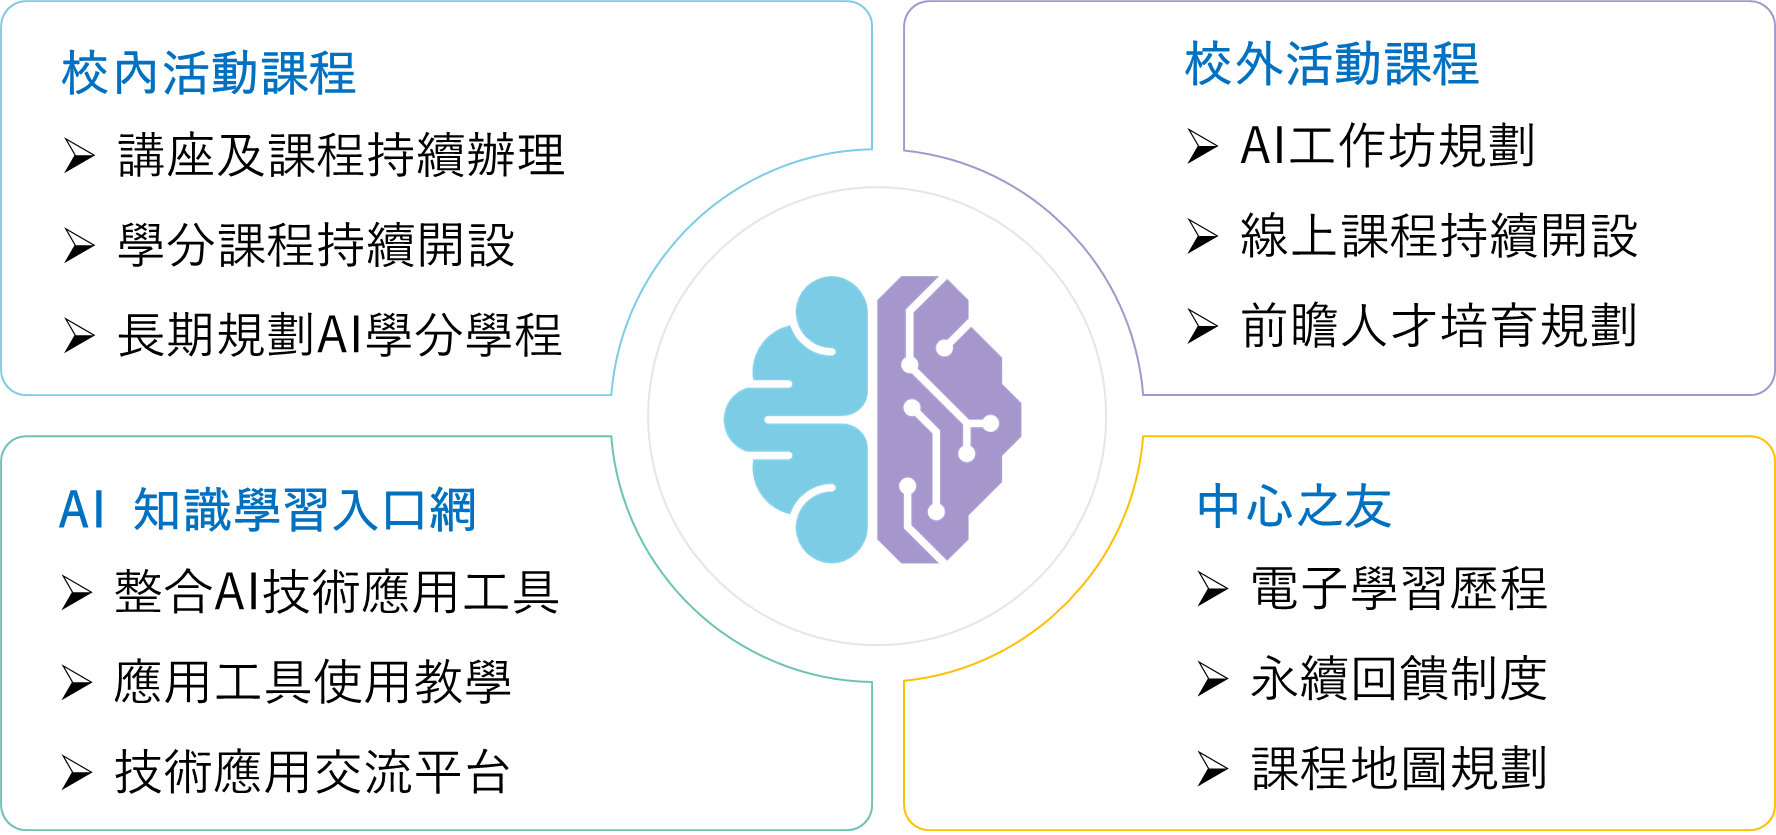 校內活動課程
➢ 講座及課程持續辦理
➢ 學分課程持續開設
➢ 長期規劃AI學分學程
校外活動課程
➢ AI工作坊規劃
➢ 線上課程持續開設
➢ 前瞻人才培育規劃
AI 知識學習入口網
➢ 整合AI技術應用工具
➢ 應用工具使用教學
➢ 技術應用交流平台
中心之友
➢ 電子學習歷程
➢ 永續回饋制度
➢ 課程地圖規劃